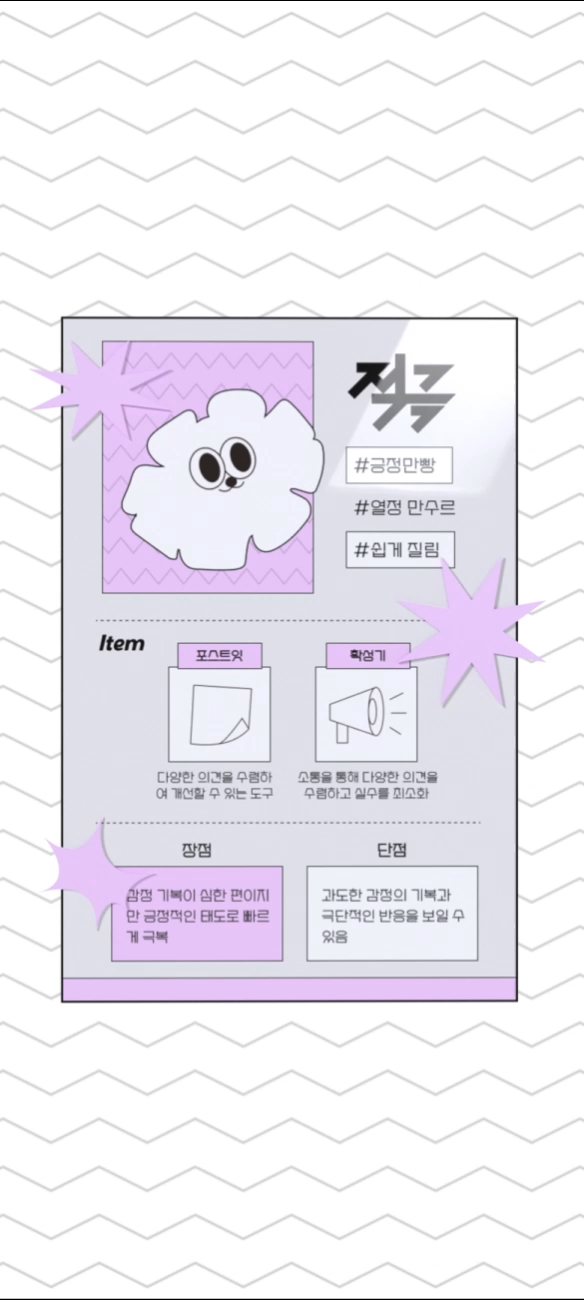 #긍정만빵
#열정 만수르
#쉽게 질림
Item
포스트잇
확성기
다양한 의견을 수렴하
여 개선할 수 있는 도구
소통을 통해 다양한 의견을
수렴하고 실수를 최소화
장점
단점
감정 기복이 심한 편이지
만 긍정적인 태도로 빠르
게 극복
과도한 감정의 기복과
극단적인 반응을 보일 수
있음